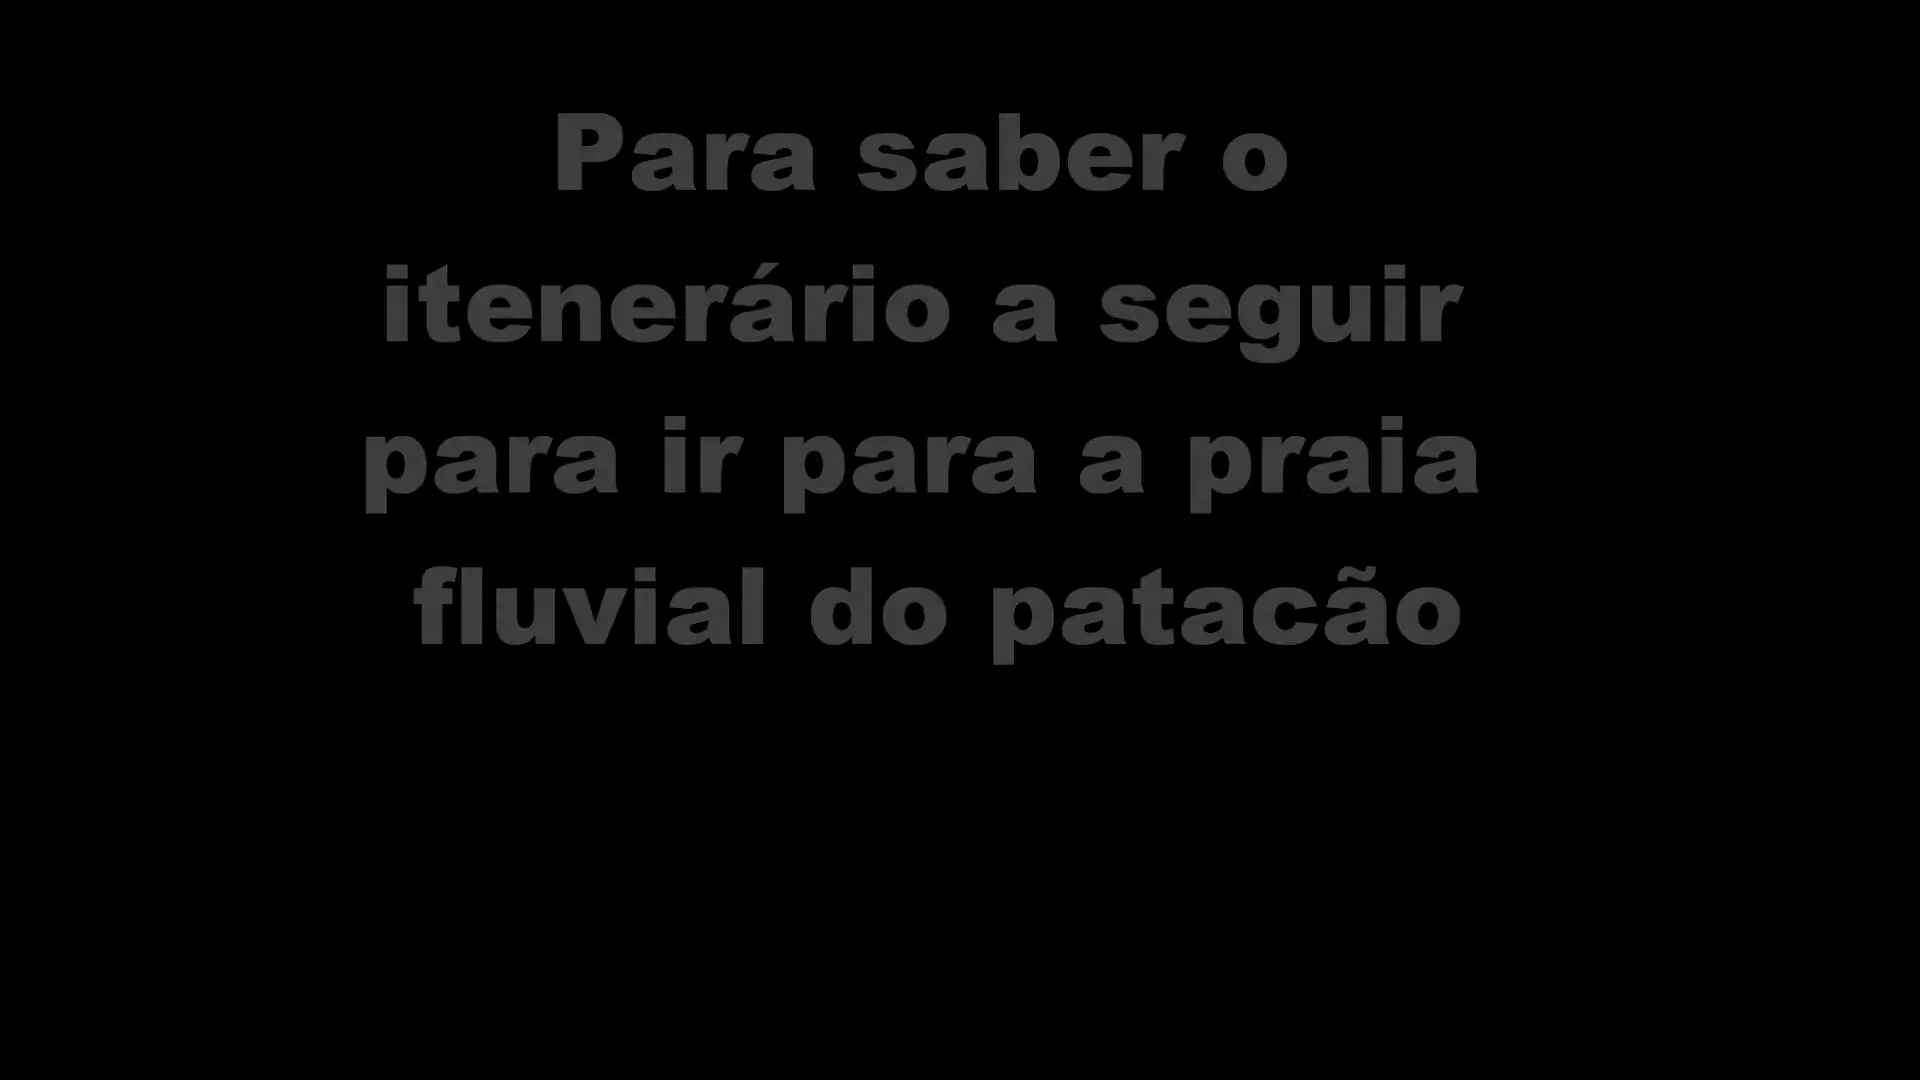 Para saber o
itenerário a seguir
para ir para a praia
fluvial do patacão